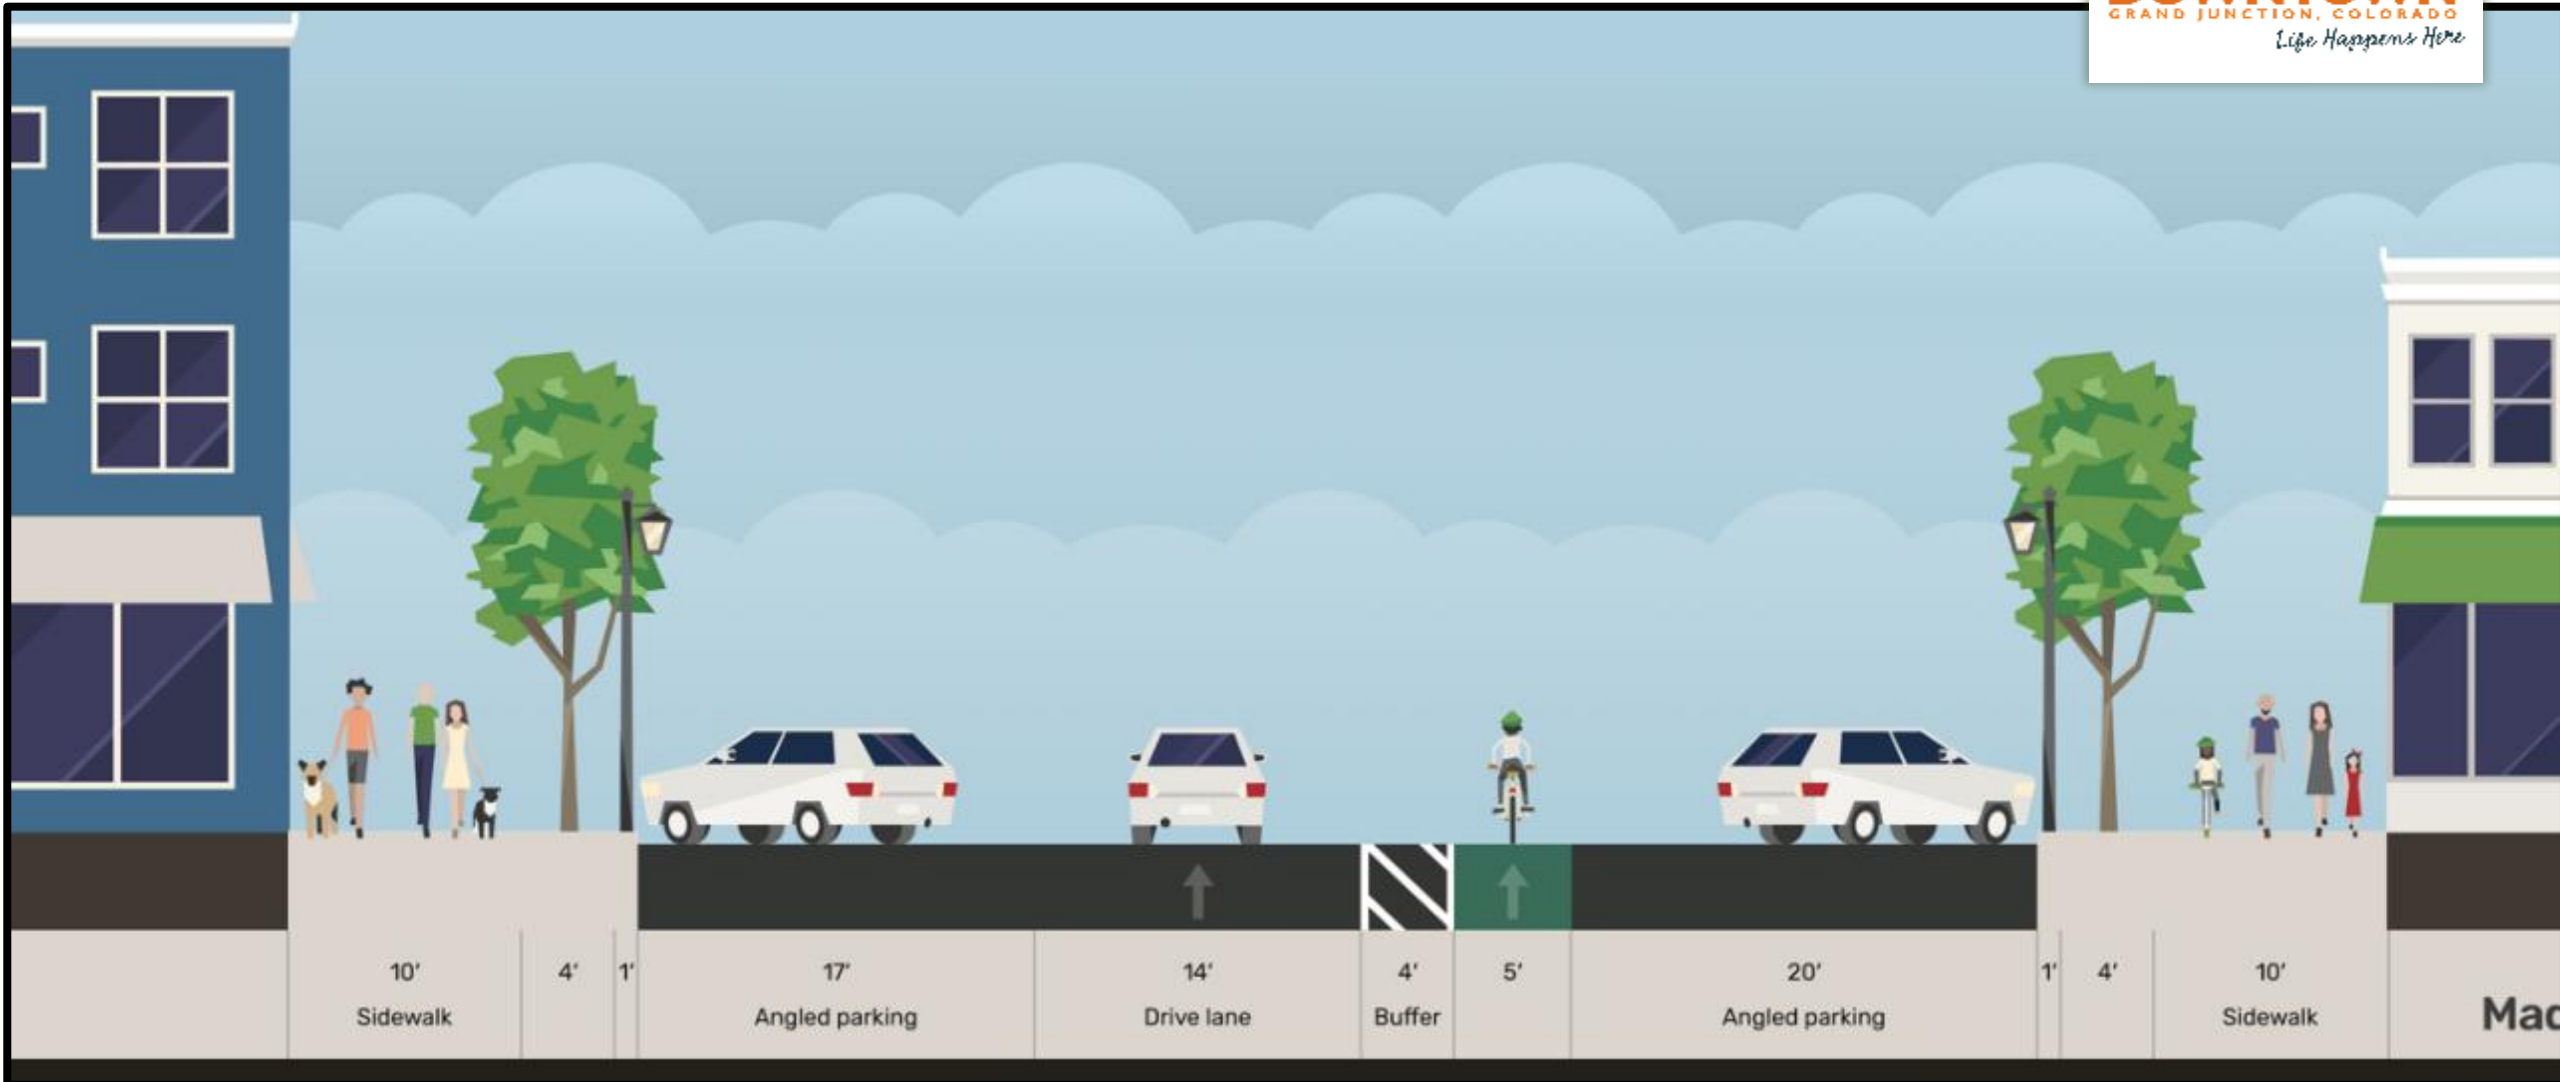 GRAND JUNCTION, COLORADO
Life Happens Here
10' 4' 1' 17' 14' 4' 5' 20' 1' 4' 10'
Sidewalk Angled parking Drive lane Buffer Angled parking Sidewalk